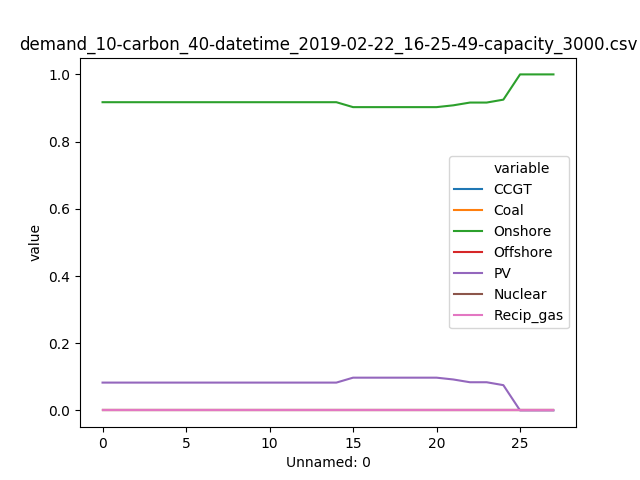 demand_10-carbon_40-datetime_2019-02-22_16-25-49-capacity_3000.csv
1.0
0.8
0.6
0.4
0.2
0.0
value
variable
CCGT
Coal
Onshore
Offshore
PV
Nuclear
Recip_gas
0 5 10 15 20 25
Unnamed: 0